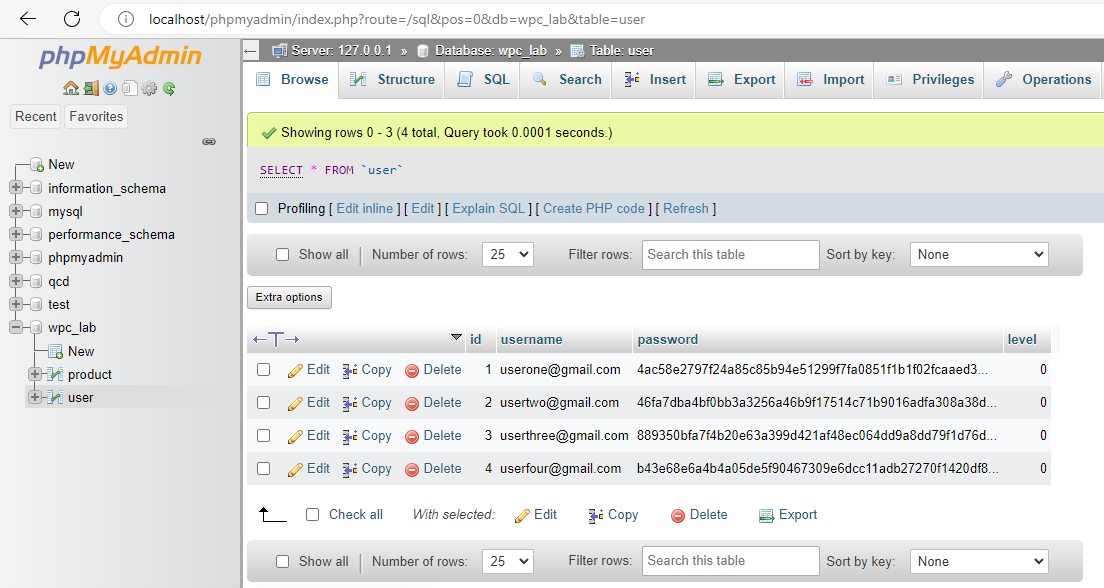 localhost/phpmyadmin/index.php?route=/sql&pos=0&db=wpc_lab&table=user
phpMyAdmin
Recent Favorites
New
information_schema
mysql
performance_schema
phpmyadmin
qcd
test
wpc_lab
New
product
user
Server: 127.0.0.1 » Database: wpc_lab » Table: user
Browse Structure SQL Search Insert Export Import Privileges Operations
Showing rows 0 - 3 (4 total, Query took 0.0001 seconds.)
SELECT * FROM `user`
Profiling [ Edit inline ] [ Edit ] [ Explain SQL ] [ Create PHP code ] [ Refresh ]
Show all | Number of rows: 25 Filter rows: Search this table Sort by key: None
Extra options
←T→ id username password level
Edit Copy Delete 1 userone@gmail.com 4ac58e2797f24a85c85b94e51299f7fa0851f1b1f02fcaaed3... 0
Edit Copy Delete 2 usertwo@gmail.com 46fa7dba4bf0bb3a3256a46b9f17514c71b9016adfa308a38d... 0
Edit Copy Delete 3 userthree@gmail.com 889350bfa7f4b20e63a399d421af48ec064dd9a8dd79f1d76d... 0
Edit Copy Delete 4 userfour@gmail.com b43e68e6a4b4a05de5f90467309e6dcc11adb27270f1420df8... 0
Check all With selected: Edit Copy Delete Export
Show all | Number of rows: 25 Filter rows: Search this table Sort by key: None